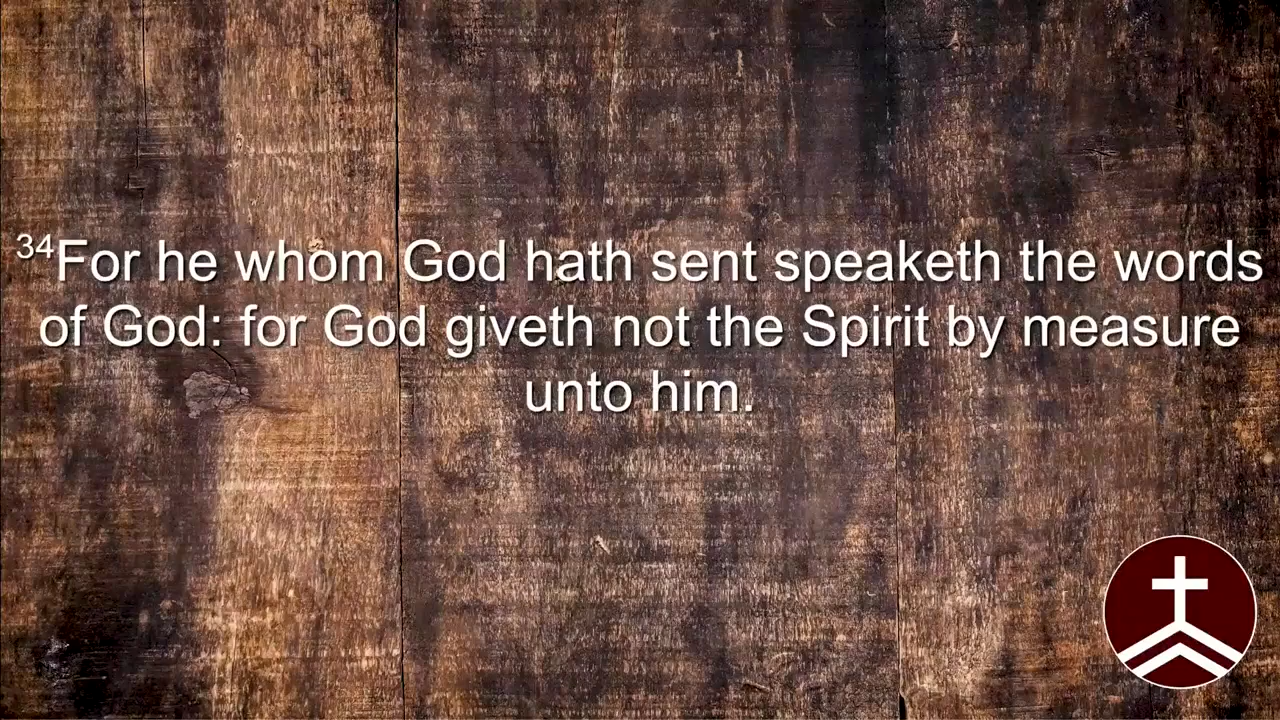 34For he whom God hath sent speaketh the words
of God: for God giveth not the Spirit by measure
unto him.